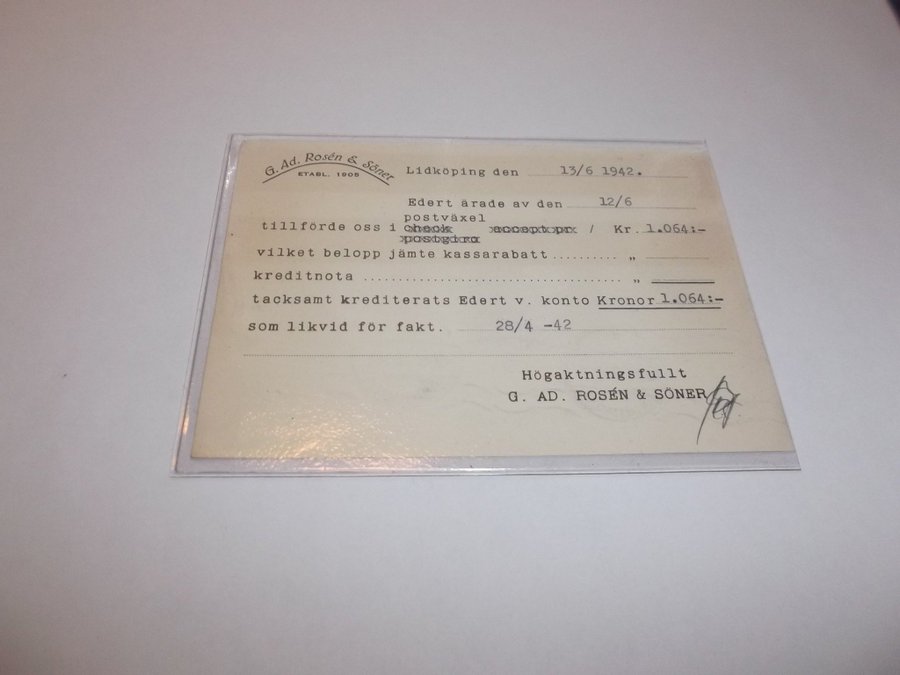 G. Ad. Rosén & Söner
ETABL. 1905
Lidköping den 13/6 1942.
Edert ärade av den 12/6
postväxel
tillförde oss i check acceptpr / Kr. 1.064:-
postgiro
vilket belopp jämte kassarabatt .......... „
kreditnota ........................................ „
tacksamt krediterats Edert v. konto Kronor 1.064:-
som likvid för fakt. 28/4 -42
Högaktningsfullt
G. AD. ROSÉN & SÖNER